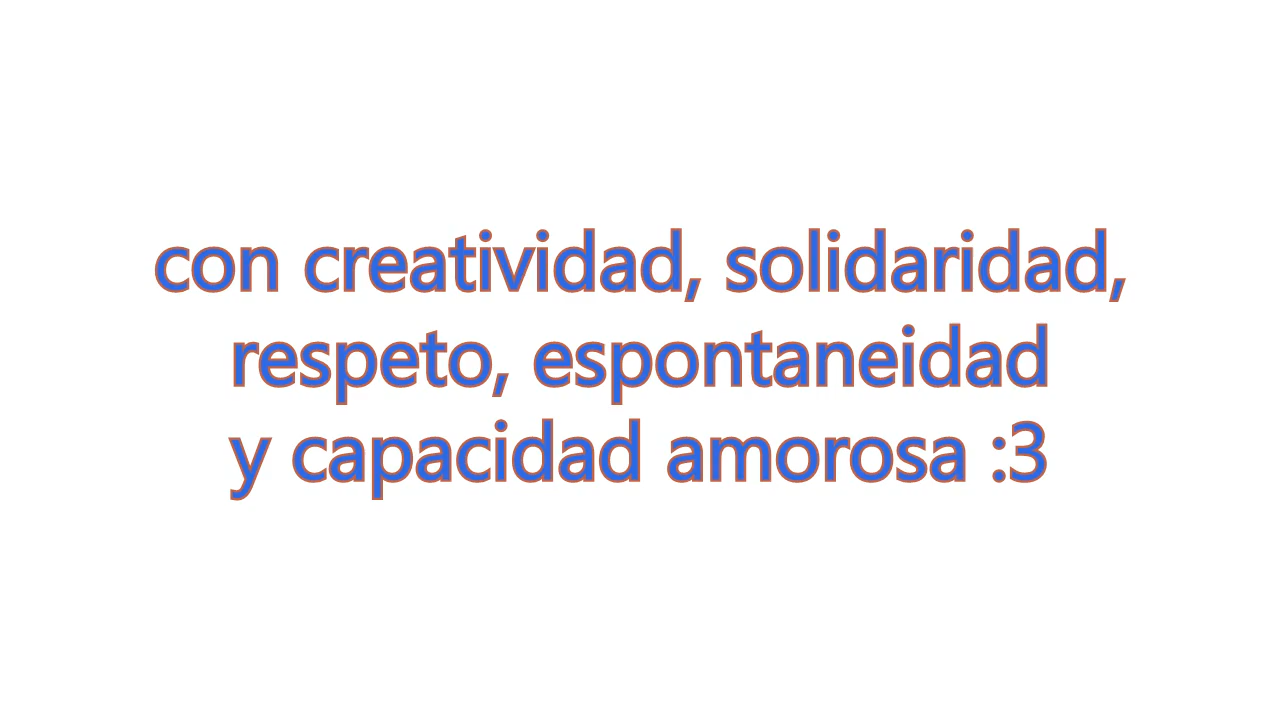 con creatividad, solidaridad,
respeto, espontaneidad
y capacidad amorosa :3